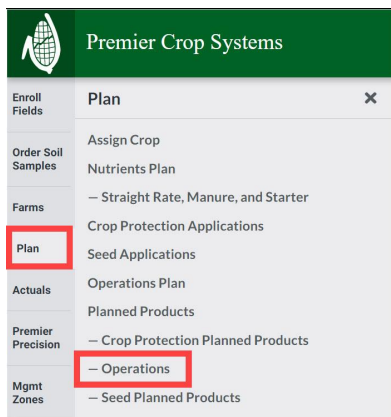 Premier Crop Systems
Enroll
Fields
Order Soil
Samples
Farms
Plan
Actuals
Premier
Precision
Mgmt
Zones
Plan ×
Assign Crop
Nutrients Plan
— Straight Rate, Manure, and Starter
Crop Protection Applications
Seed Applications
Operations Plan
Planned Products
— Crop Protection Planned Products
— Operations
— Seed Planned Products